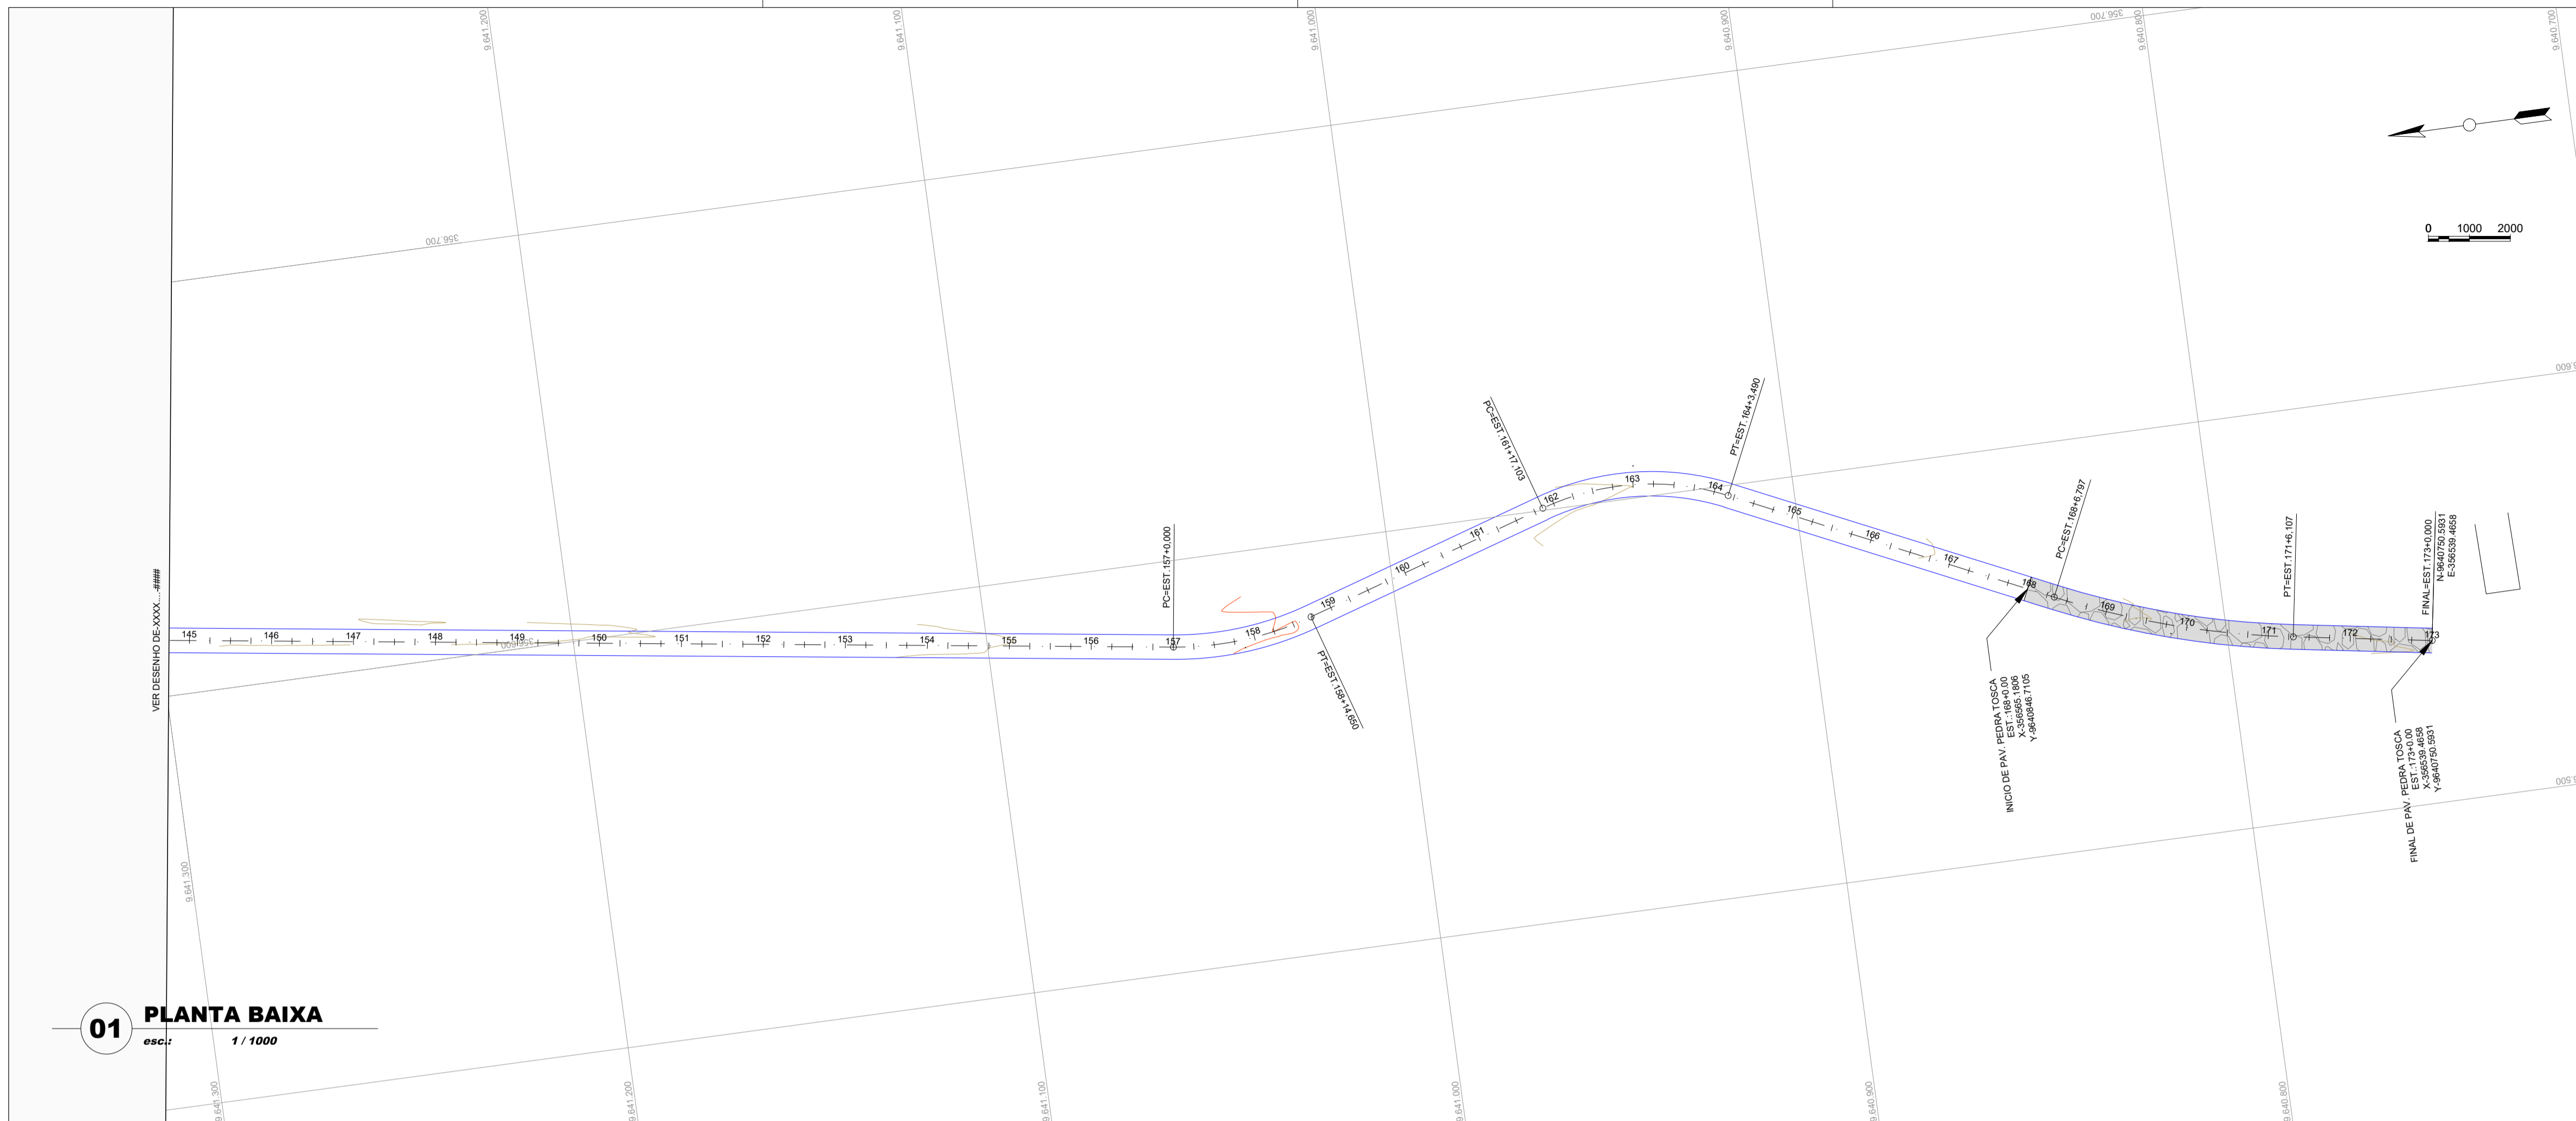 9.641.200
9.641.100
9.641.000
9.640.900
356.700
9.640.800
9.640.700
356.700
0 1000 2000
PC=EST.161+17,103
PT=EST.164+3,490
PC=EST.157+0,000
PC=EST.168+6,797
PT=EST.171+6,107
FINAL=EST.173+0,000
N-9640750.5931
E-356539.4658
VER DESENHO DE-XXXX....-####
145 146 147 148 149 150 151 152 153 154 155 156 157 158 159 160 161 162 163 164 165 166 167 168 169 170 171 172 173
356.600
PT=EST.158+14,650
INICIO DE PAV. PEDRA TOSCA
EST.:168+0.00
X-356565.1806
Y-9640846.7105
FINAL DE PAV. PEDRA TOSCA
EST.:173+0.00
X-356539.4658
Y-9640750.5931
9.641.300
01 PLANTA BAIXA
esc.: 1 / 1000
9.641.300
9.641.200
9.641.100
9.641.000
9.640.900
9.640.800